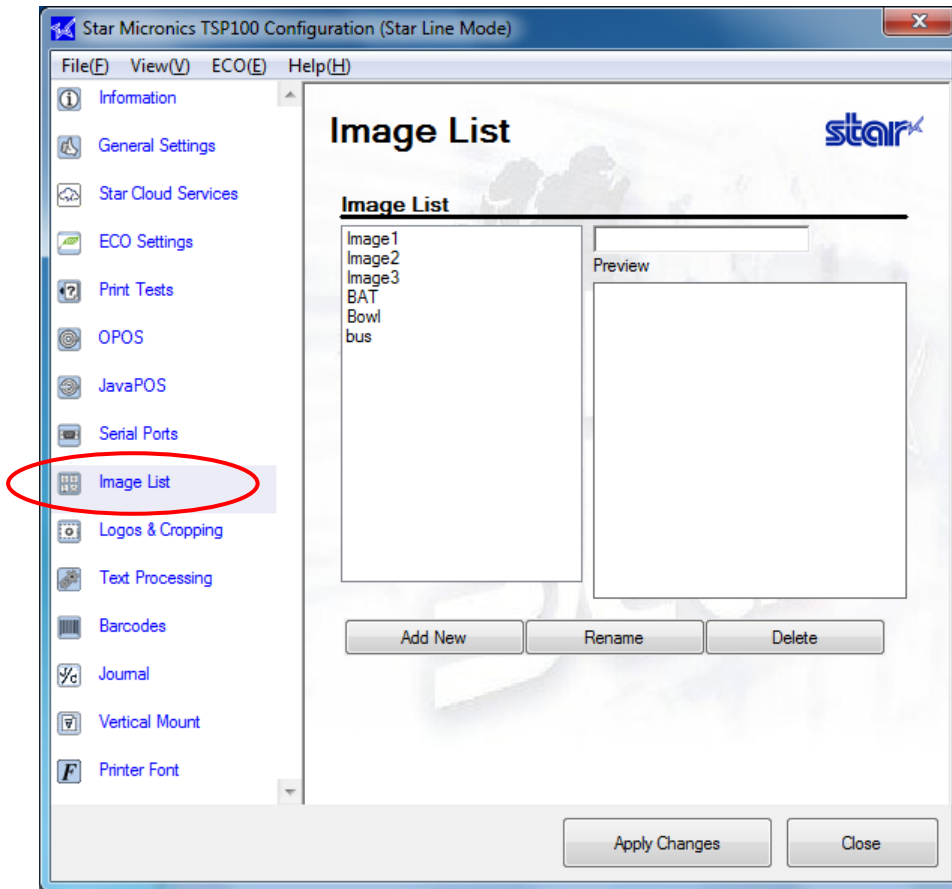 Star Micronics TSP100 Configuration (Star Line Mode)
File(F) View(V) ECO(E) Help(H)
Information
General Settings
Star Cloud Services
ECO Settings
Print Tests
OPOS
JavaPOS
Serial Ports
Image List
Logos & Cropping
Text Processing
Barcodes
Journal
Vertical Mount
Printer Font
Image List
star
Image List
Image1
Image2
Image3
BAT
Bowl
bus
Preview
Add New Rename Delete
Apply Changes Close